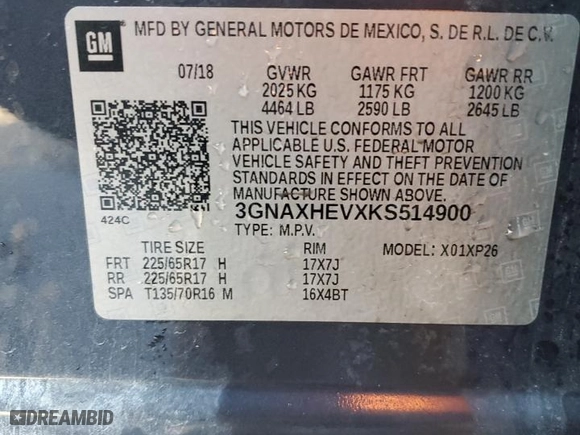 GM
MFD BY GENERAL MOTORS DE MEXICO, S. DE R.L. DE C.V.
07/18 GVWR GAWR FRT GAWR RR
2025 KG 1175 KG 1200 KG
4464 LB 2590 LB 2645 LB
THIS VEHICLE CONFORMS TO ALL
APPLICABLE U.S. FEDERAL MOTOR
VEHICLE SAFETY AND THEFT PREVENTION
STANDARDS IN EFFECT ON THE DATE OF
MANUFACTURE SHOWN ABOVE.
424C
3GNAXHEVXKS514900
TYPE: M.P.V. MODEL: X01XP26
TIRE SIZE RIM
FRT 225/65R17 H 17X7J
RR 225/65R17 H 17X7J
SPA T135/70R16 M 16X4BT
DREAMBID